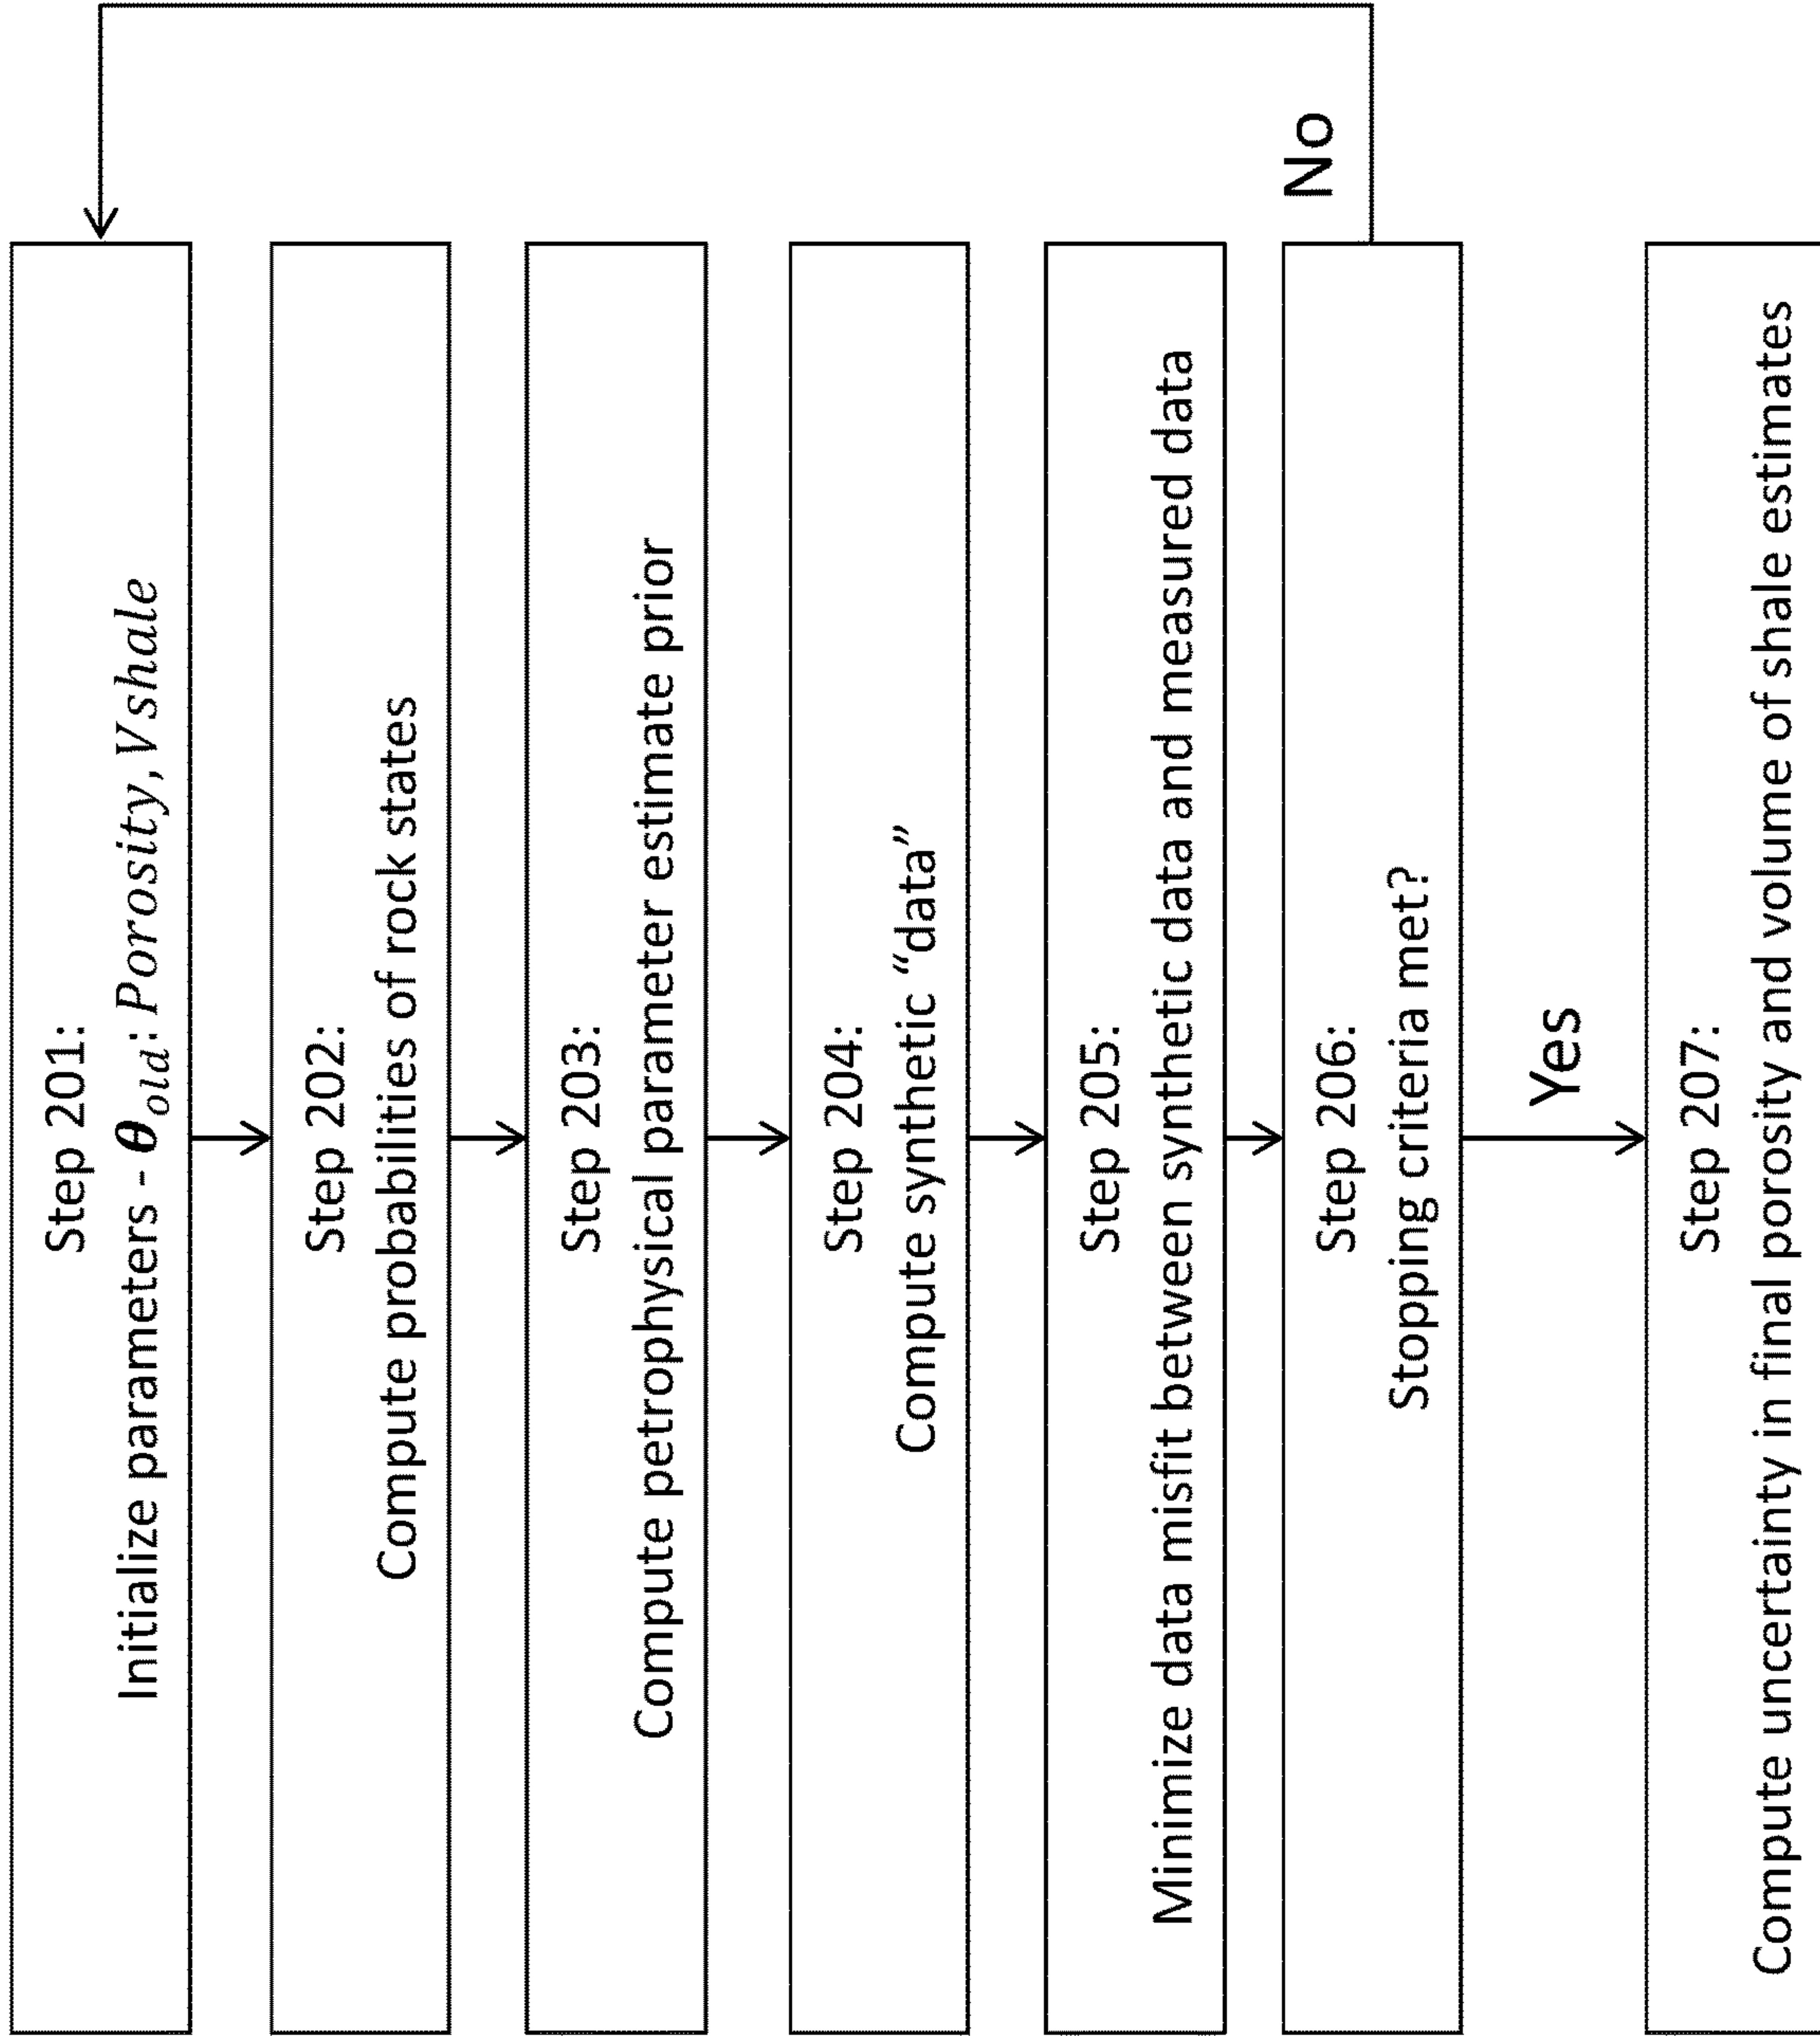 Step 201:
Initialize parameters - θold: Porosity, Vshale
Step 202:
Compute probabilities of rock states
Step 203:
Compute petrophysical parameter estimate prior
Step 204:
Compute synthetic “data”
Step 205:
Minimize data misfit between synthetic data and measured data
Step 206:
Stopping criteria met?
No
Yes
Step 207:
Compute uncertainty in final porosity and volume of shale estimates